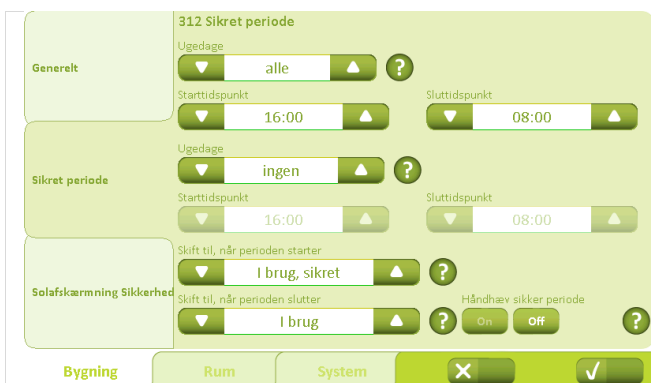 312 Sikret periode
Generelt
Ugedage
alle
?
Starttidspunkt
Sluttidspunkt
16:00
08:00
Sikret periode
Ugedage
ingen
?
Starttidspunkt
Sluttidspunkt
16:00
08:00
Solafskærmning Sikkerhed
Skift til, når perioden starter
I brug, sikret
?
Skift til, når perioden slutter
Håndhæv sikker periode
I brug
?
On
Off
?
Bygning
Rum
System